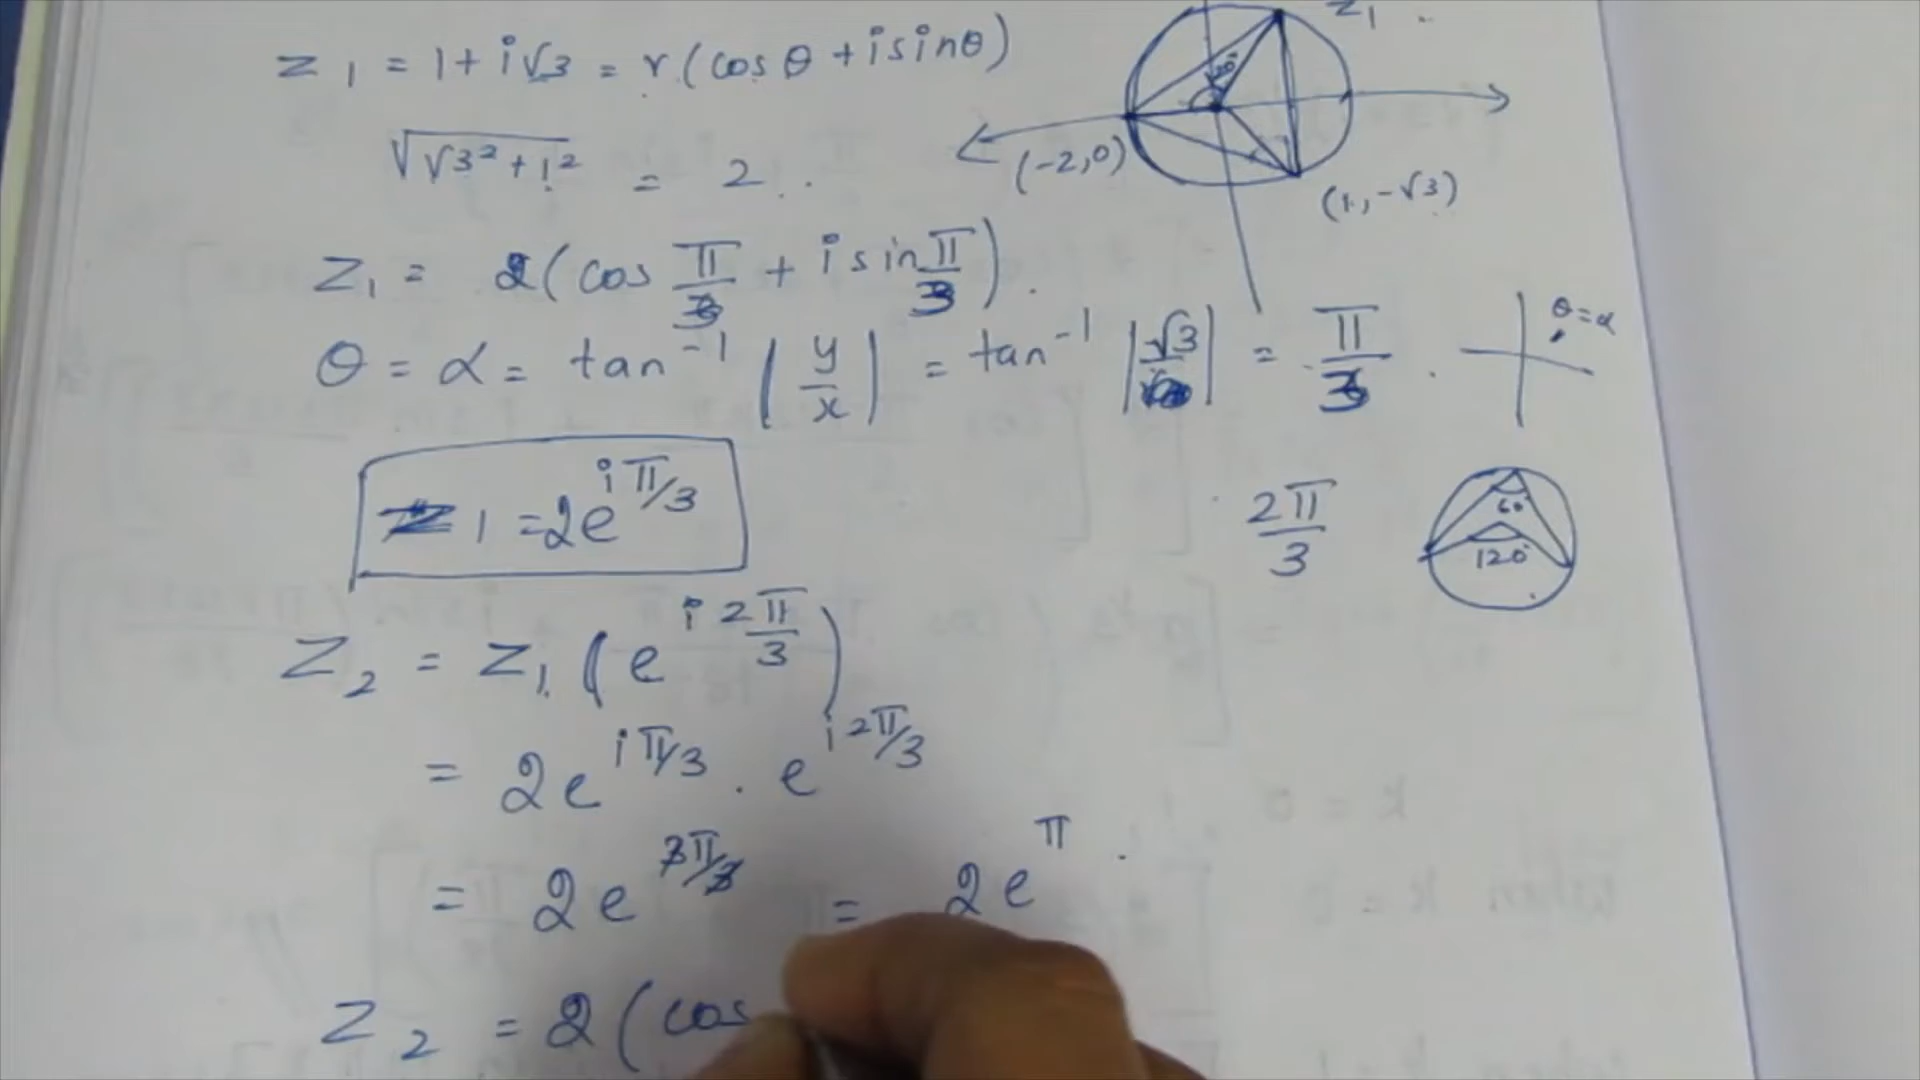 z1 = 1 + i√3 = r(cosθ + isinθ)
z1
√(√3² + 1²) = 2
(-2,0)
(1,-√3)
z1 = 2(cos π/3 + i sin π/3).
θ = α = tan⁻¹ |y/x| = tan⁻¹ |√3| = π/3.
θ=α
z1 = 2e^(iπ/3)
2π/3
60°
120°
z2 = z1 (e^(i2π/3))
= 2e^(iπ/3) . e^(i2π/3)
= 2e^(3π/3) = 2e^π.
z2 = 2(cos